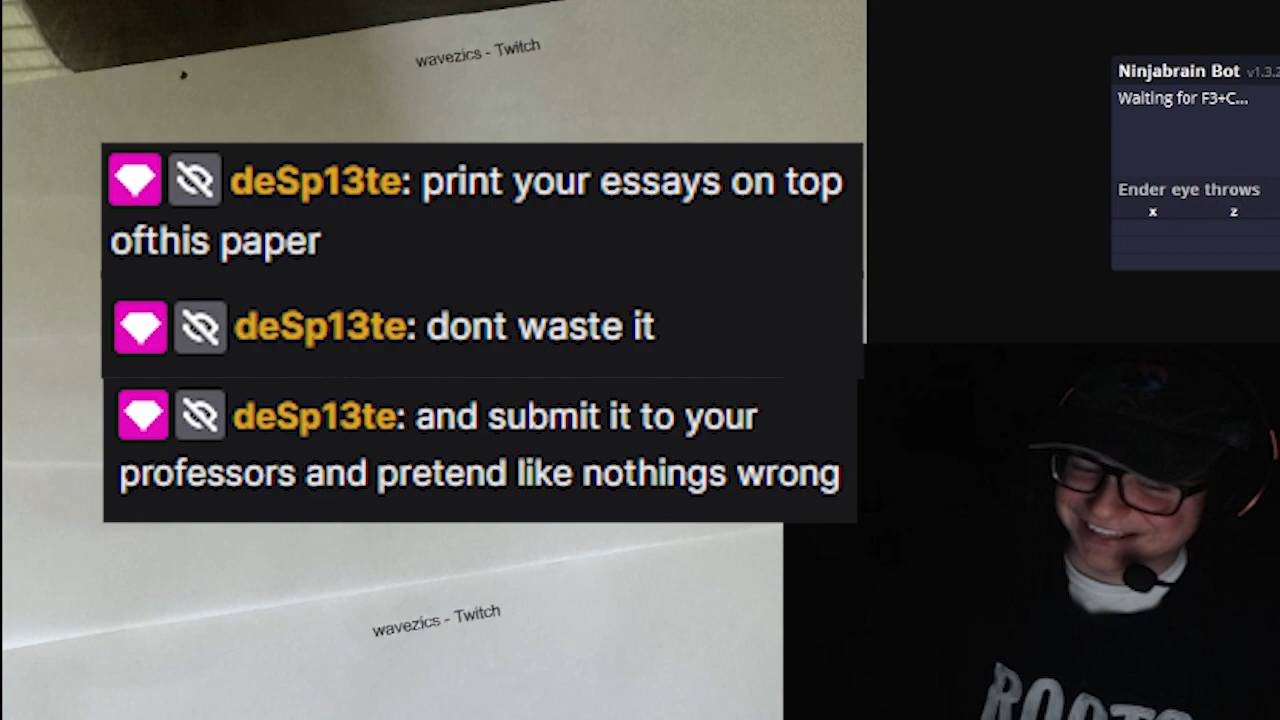 wavezics - Twitch
deSp13te: print your essays on top
ofthis paper
deSp13te: dont waste it
deSp13te: and submit it to your
professors and pretend like nothings wrong
wavezics - Twitch
Ninjabrain Bot
Waiting for F3+C...
Ender eye throws
x z